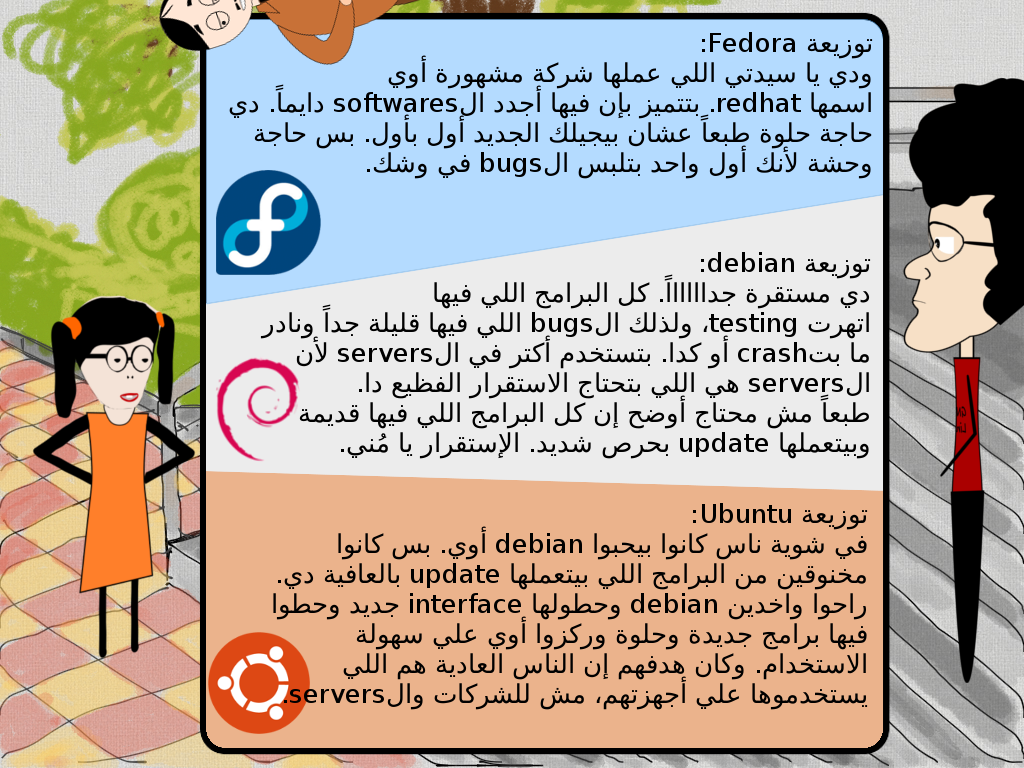 توزيعة Fedora:
ودي يا سيدتي اللي عملها شركة مشهورة أوي
اسمها redhat. بتتميز بإن فيها أجدد الsoftwares دايماً. دي
حاجة حلوة طبعاً عشان بيجيلك الجديد أول بأول. بس حاجة
وحشة لأنك أول واحد بتلبس الbugs في وشك.
توزيعة debian:
دي مستقرة جداااااااً. كل البرامج اللي فيها
اتهرت testing، ولذلك الbugs اللي فيها قليلة جداً ونادر
ما بتcrash أو كدا. بتستخدم أكتر في الservers لأن
الservers هي اللي بتحتاج الاستقرار الفظيع دا.
طبعاً مش محتاج أوضح إن كل البرامج اللي فيها قديمة
وبيتعملها update بحرص شديد. الإستقرار يا مُني.
توزيعة Ubuntu:
في شوية ناس كانوا بيحبوا debian أوي. بس كانوا
مخنوقين من البرامج اللي بيتعملها update بالعافية دي.
راحوا واخدين debian وحطولها interface جديد وحطوا
فيها برامج جديدة وحلوة وركزوا أوي علي سهولة
الاستخدام. وكان هدفهم إن الناس العادية هم اللي
يستخدموها علي أجهزتهم، مش للشركات والservers.